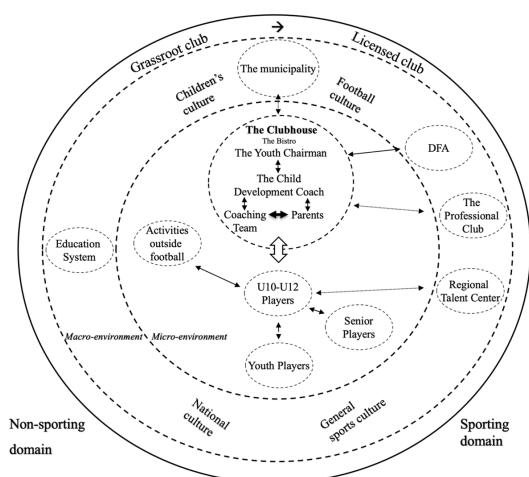 Grassroot club
→
Licensed club
The municipality
Children's
culture
Football
culture
The Clubhouse
The Bistro
The Youth Chairman
The Child
Development Coach
Coaching
Team
Parents
DFA
The
Professional
Club
Activities
outside
football
Education
System
U10-U12
Players
Regional
Talent Center
Senior
Players
Macro-environment
Micro-environment
Youth Players
National
culture
General
sports culture
Non-sporting
domain
Sporting
domain